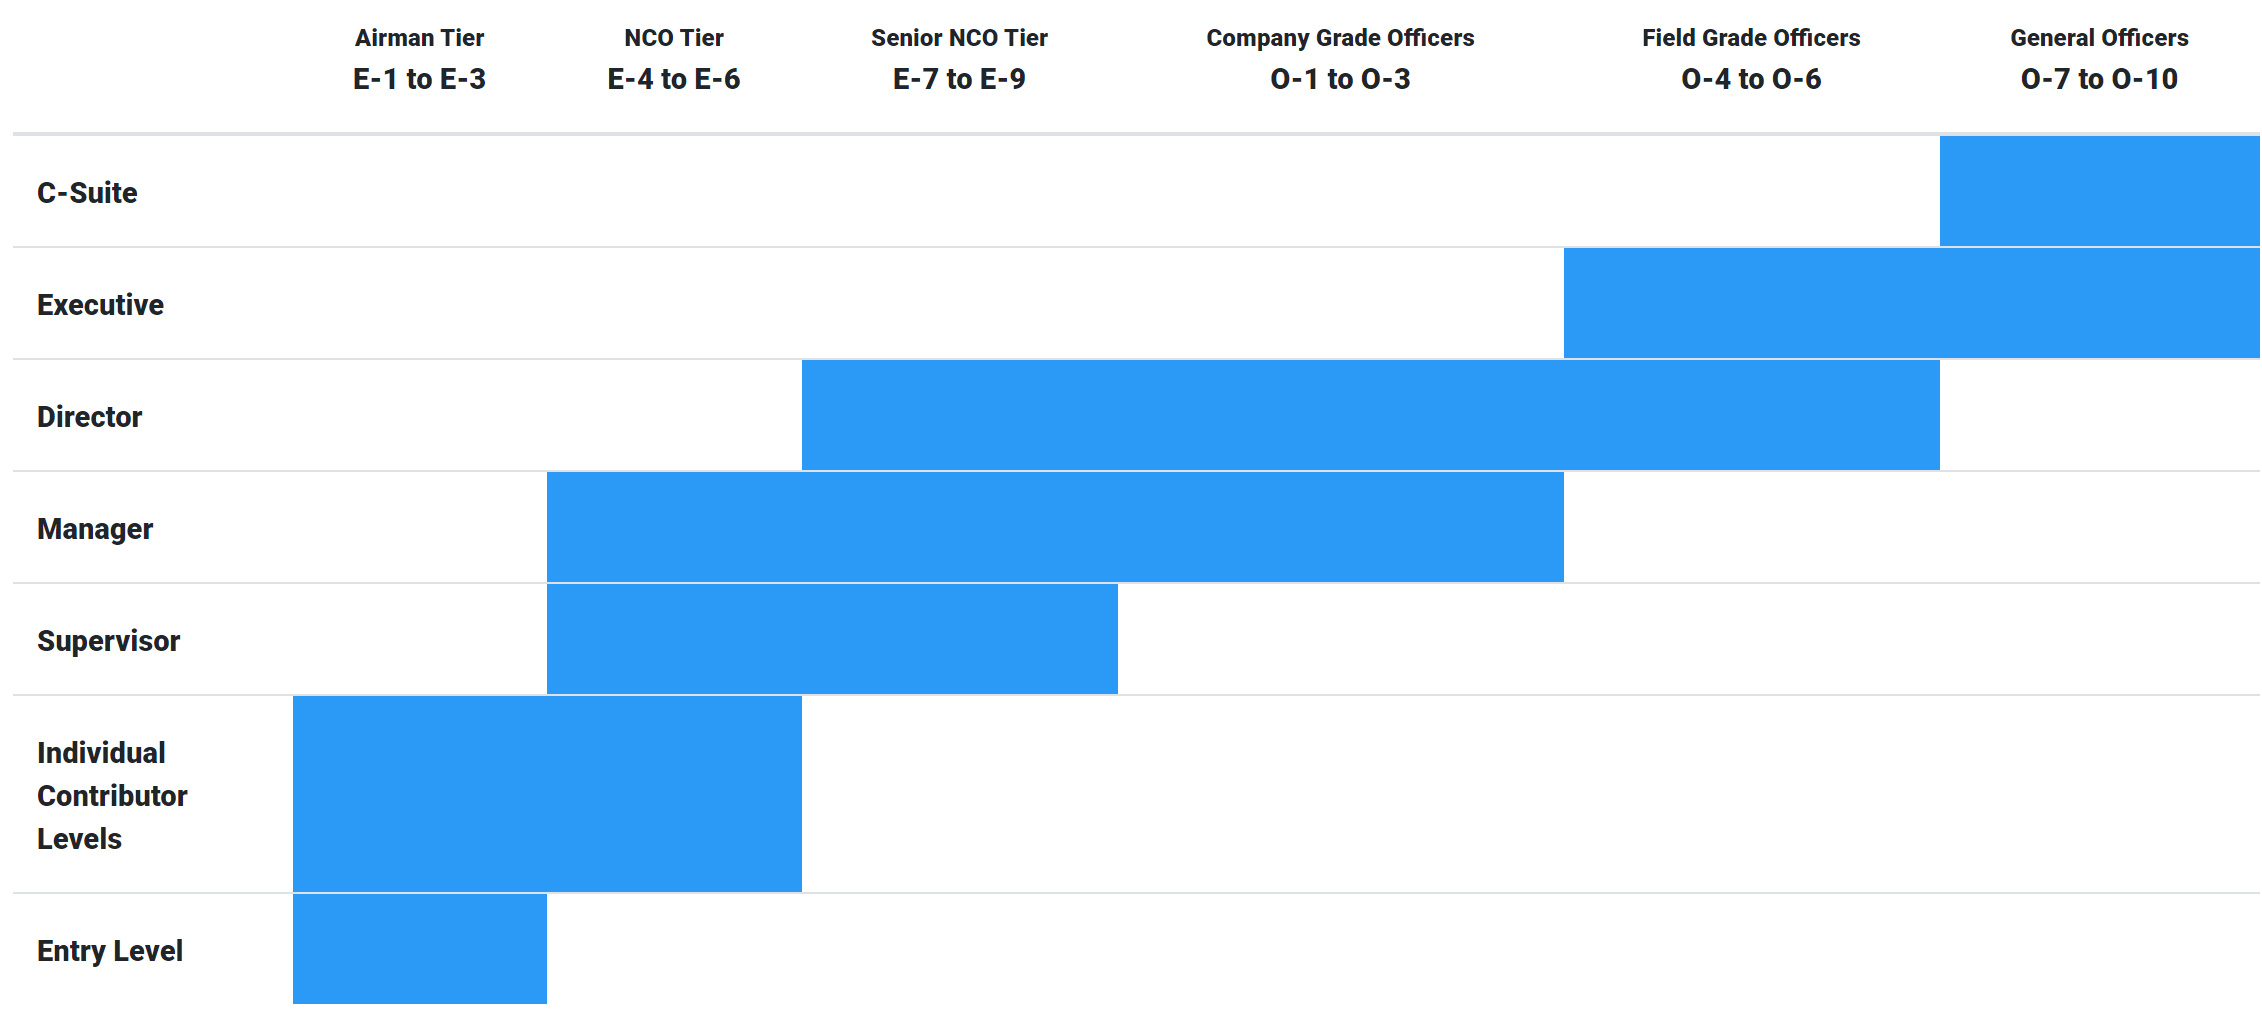 Airman Tier
E-1 to E-3
NCO Tier
E-4 to E-6
Senior NCO Tier
E-7 to E-9
Company Grade Officers
O-1 to O-3
Field Grade Officers
O-4 to O-6
General Officers
O-7 to O-10
C-Suite
Executive
Director
Manager
Supervisor
Individual
Contributor
Levels
Entry Level